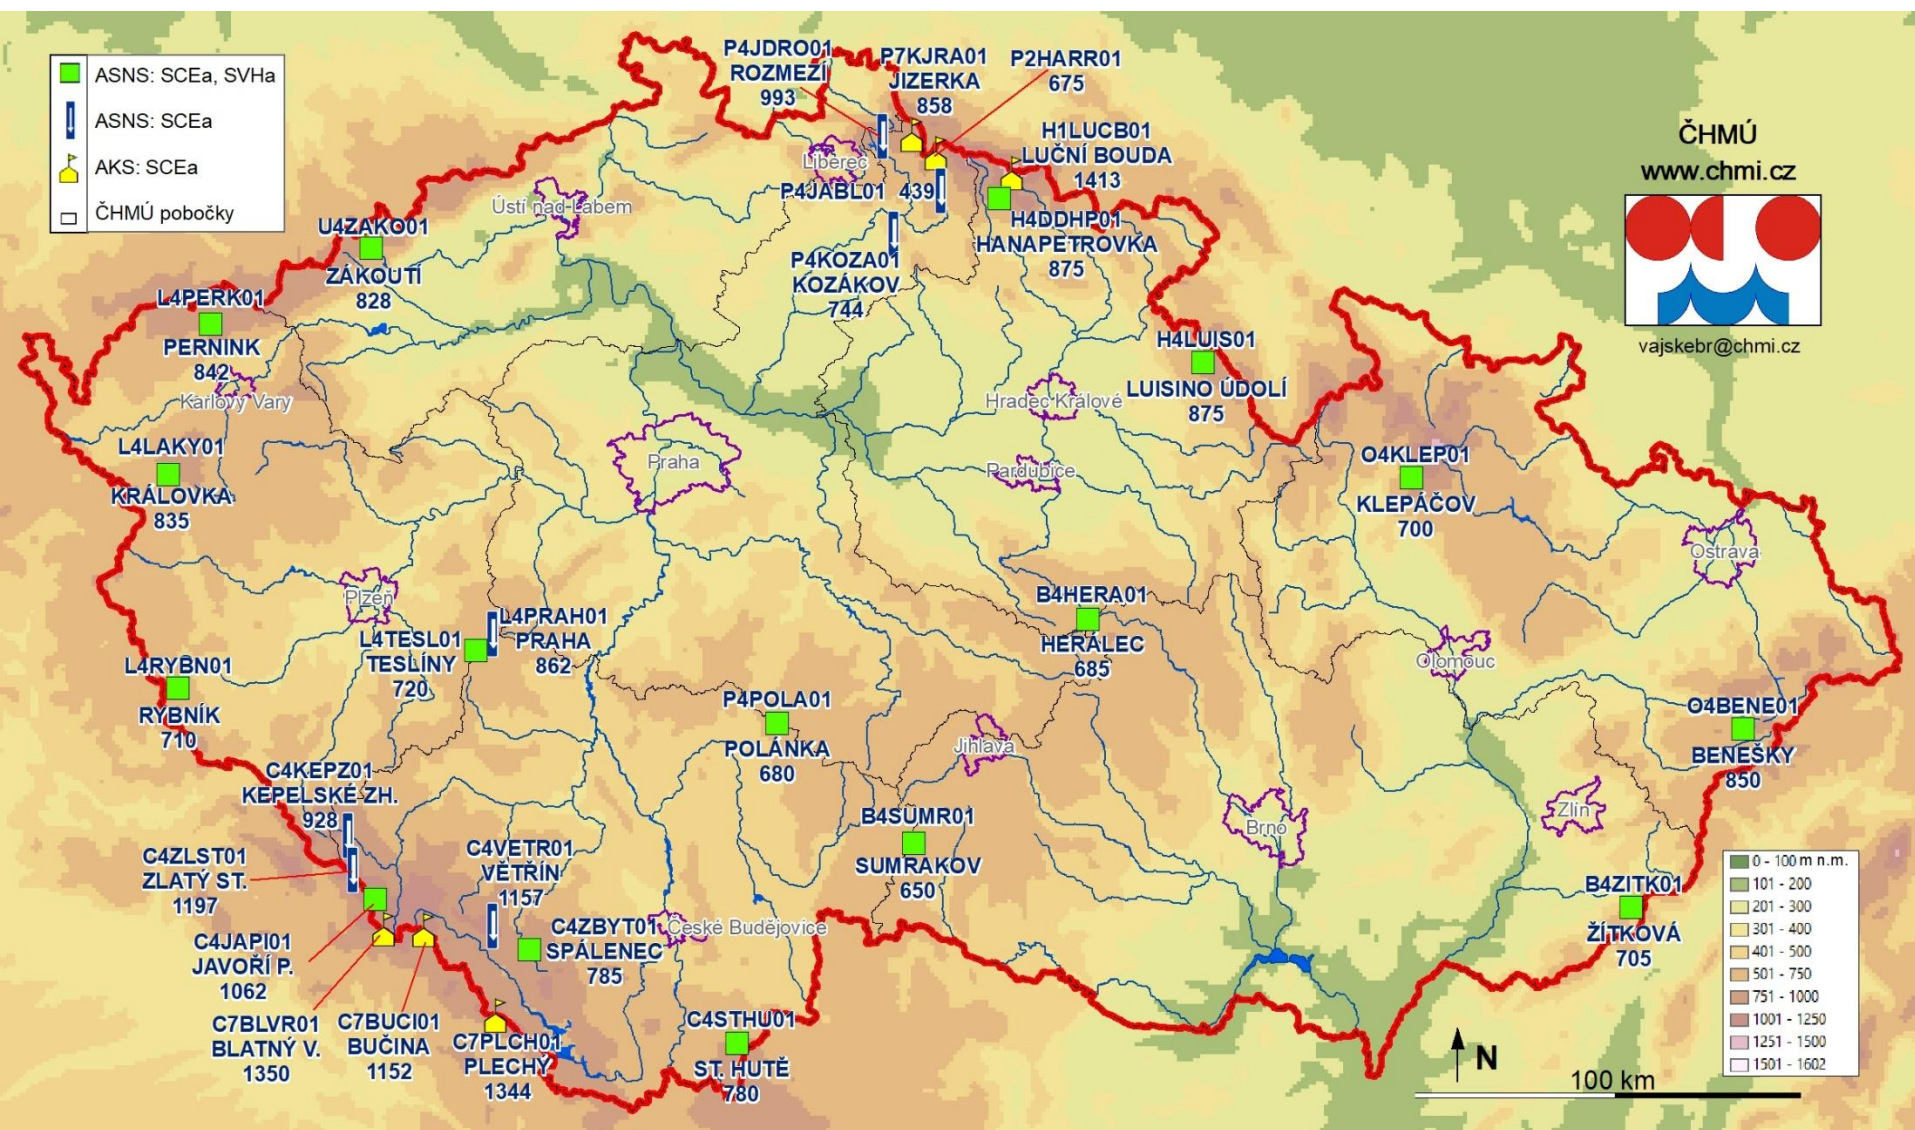 ASNS: SCEa, SVHa
ASNS: SCEa
AKS: SCEa
ČHMÚ pobočky
P4JDRO01
ROZMEZÍ
993
P7KJRA01
JIZERKA
858
P2HARR01
675
H1LUCB01
LUČNÍ BOUDA
1413
ČHMÚ
www.chmi.cz
vajskebr@chmi.cz
Liberec
P4JABL01 439
Ústí nad Labem
U4ZAKO01
ZÁKOUTÍ
828
H4DDHP01
HANAPETROVKA
875
P4KOZA01
KOZÁKOV
744
L4PERK01
PERNINK
842
Karlovy Vary
H4LUIS01
LUISINO ÚDOLÍ
875
Hradec Králové
L4LAKY01
KRÁLOVKA
835
Praha
Pardubice
O4KLEP01
KLEPÁČOV
700
Ostrava
Plzeň
L4TESL01
TESLÍNY
720
L4PRAH01
PRAHA
862
B4HERA01
HERÁLEC
685
Olomouc
L4RYBN01
RYBNÍK
710
P4POLA01
POLÁNKA
680
Jihlava
O4BENE01
BENEŠKY
850
C4KEPZ01
KEPELSKÉ ZH.
928
C4ZLST01
ZLATÝ ST.
1197
C4VETR01
VĚTŘÍN
1157
B4SUMR01
SUMRAKOV
650
Brno
Zlín
B4ZITK01
ŽÍTKOVÁ
705
C4JAPI01
JAVOŘÍ P.
1062
C4ZBYT01
SPÁLENEC
785
České Budějovice
C7BLVR01
BLATNÝ V.
1350
C7BUCI01
BUČINA
1152
C7PLCH01
PLECHÝ
1344
C4STHU01
ST. HUTĚ
780
0 - 100 m n.m.
101 - 200
201 - 300
301 - 400
401 - 500
501 - 750
751 - 1000
1001 - 1250
1251 - 1500
1501 - 1602
N
100 km